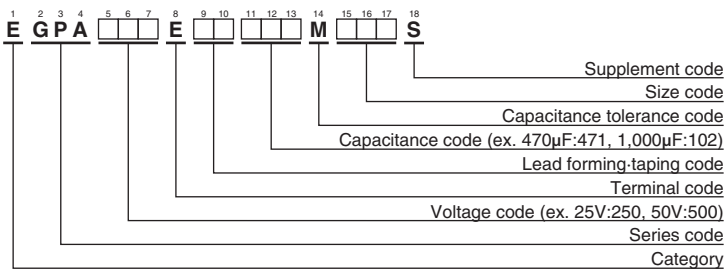 1 2 3 4 5 6 7 8 9 10 11 12 13 14 15 16 17 18
E G P A E M S
Supplement code
Size code
Capacitance tolerance code
Capacitance code (ex. 470μF:471, 1,000μF:102)
Lead forming·taping code
Terminal code
Voltage code (ex. 25V:250, 50V:500)
Series code
Category